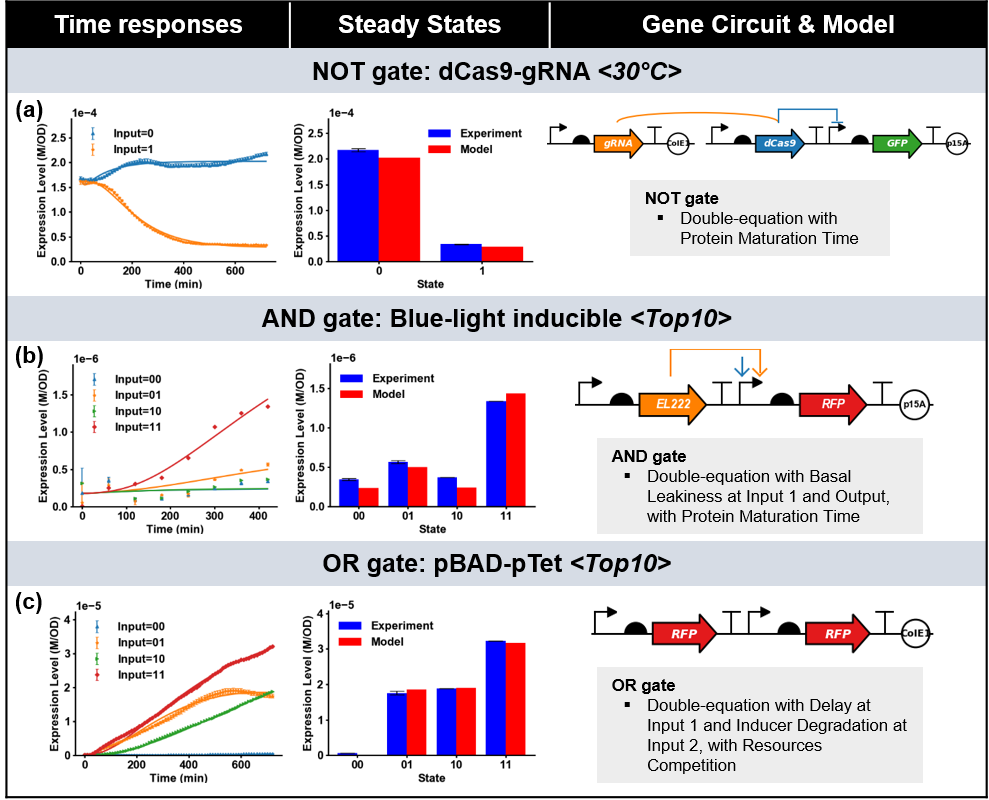 Time responses
Steady States
Gene Circuit & Model
NOT gate: dCas9-gRNA <30°C>
(a)
1e−4
Expression Level (M/OD)
2.5
2.0
1.5
1.0
0.5
0.0
Input=0
Input=1
0 200 400 600
Time (min)
1e−4
Expression Level (M/OD)
2.5
2.0
1.5
1.0
0.5
0.0
Experiment
Model
0 1
State
gRNA
ColE1
dCas9
GFP
p15A
NOT gate
▪ Double-equation with
Protein Maturation Time
AND gate: Blue-light inducible <Top10>
(b)
1e−6
Expression Level (M/OD)
1.5
1.0
0.5
0.0
Input=00
Input=01
Input=10
Input=11
0 100 200 300 400
Time (min)
1e−6
Expression Level (M/OD)
1.5
1.0
0.5
0.0
Experiment
Model
00 01 10 11
State
EL222
RFP
p15A
AND gate
▪ Double-equation with Basal
Leakiness at Input 1 and Output,
with Protein Maturation Time
OR gate: pBAD-pTet <Top10>
(c)
1e−5
Expression Level (M/OD)
4
3
2
1
0
Input=00
Input=01
Input=10
Input=11
0 200 400 600
Time (min)
1e−5
Expression Level (M/OD)
4
3
2
1
0
Experiment
Model
00 01 10 11
State
RFP
RFP
ColE1
OR gate
▪ Double-equation with Delay at
Input 1 and Inducer Degradation at
Input 2, with Resources
Competition